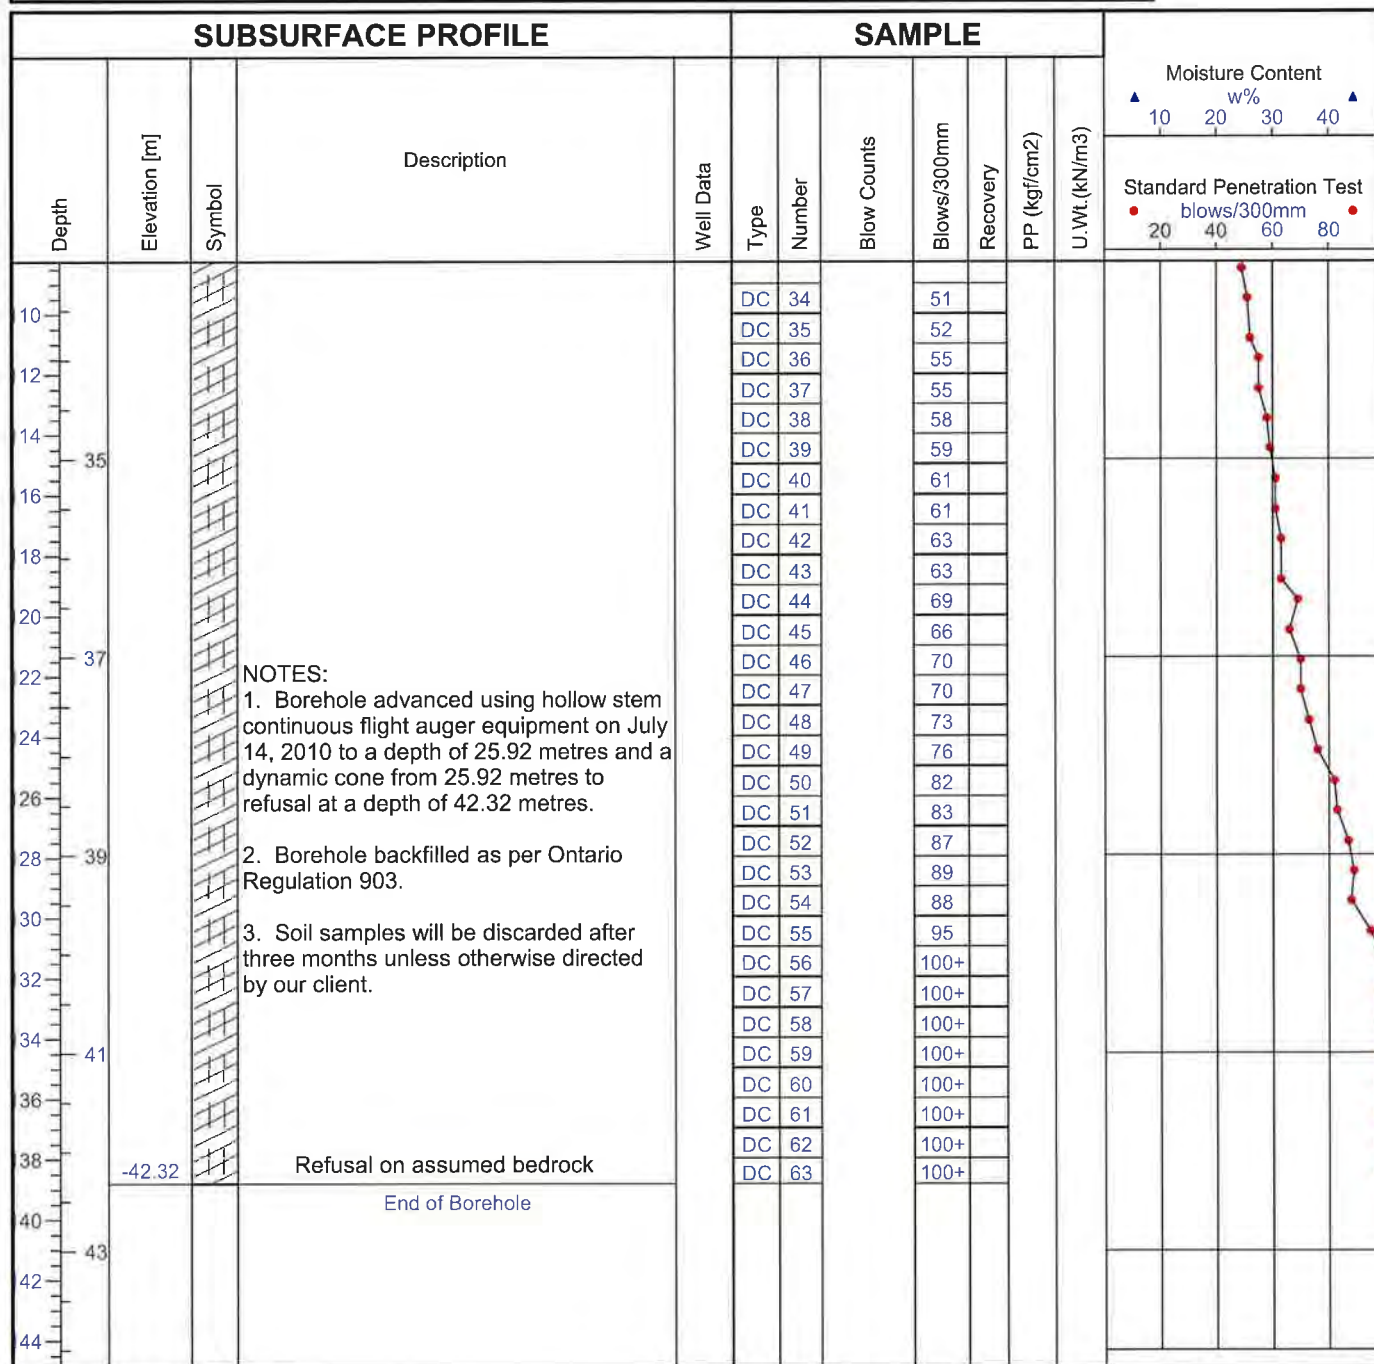 SUBSURFACE PROFILE SAMPLE
Moisture Content
w%
10 20 30 40
Standard Penetration Test
blows/300mm
20 40 60 80
Depth Elevation [m] Symbol Description Well Data Type Number Blow Counts Blows/300mm Recovery PP (kgf/cm2) U.Wt.(kN/m3)
DC 34 51
10
DC 35 52
DC 36 55
12
DC 37 55
DC 38 58
14
DC 39 59
35
DC 40 61
16
DC 41 61
DC 42 63
18
DC 43 63
DC 44 69
20
DC 45 66
37
DC 46 70
22
DC 47 70
DC 48 73
24
DC 49 76
DC 50 82
26
DC 51 83
DC 52 87
28
39
DC 53 89
DC 54 88
30
DC 55 95
DC 56 100+
32
DC 57 100+
DC 58 100+
34
41
DC 59 100+
DC 60 100+
36
DC 61 100+
DC 62 100+
38
DC 63 100+
NOTES:
1. Borehole advanced using hollow stem
continuous flight auger equipment on July
14, 2010 to a depth of 25.92 metres and a
dynamic cone from 25.92 metres to
refusal at a depth of 42.32 metres.
2. Borehole backfilled as per Ontario
Regulation 903.
3. Soil samples will be discarded after
three months unless otherwise directed
by our client.
-42.32 Refusal on assumed bedrock
End of Borehole
40
43
42
44